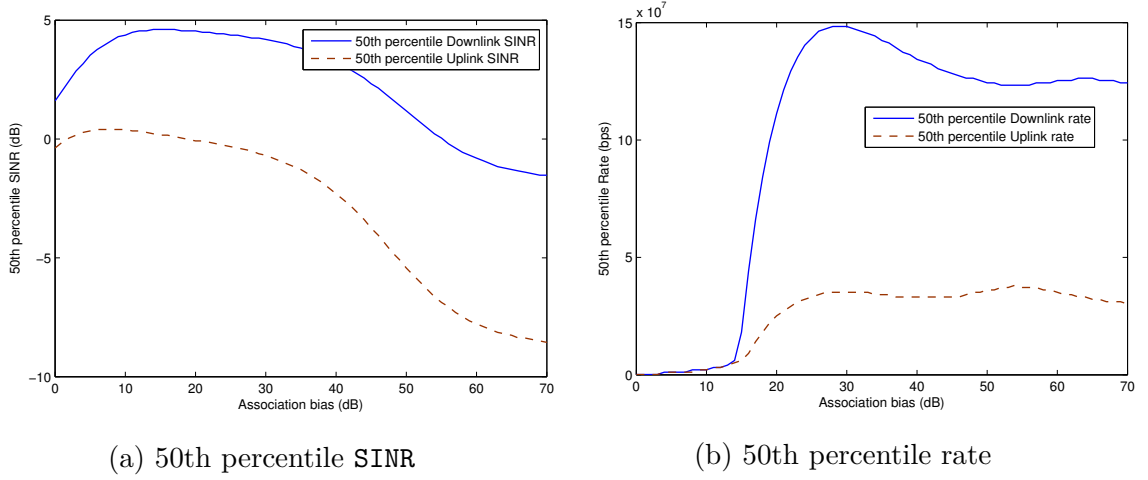 5
0
−5
−10
50th percentile SINR (dB)
50th percentile Downlink SINR
50th percentile Uplink SINR
0 10 20 30 40 50 60 70
Association bias (dB)
(a) 50th percentile SINR
x 10^7
15
10
5
0
50th percentile Rate (bps)
50th percentile Downlink rate
50th percentile Uplink rate
0 10 20 30 40 50 60 70
Association bias (dB)
(b) 50th percentile rate